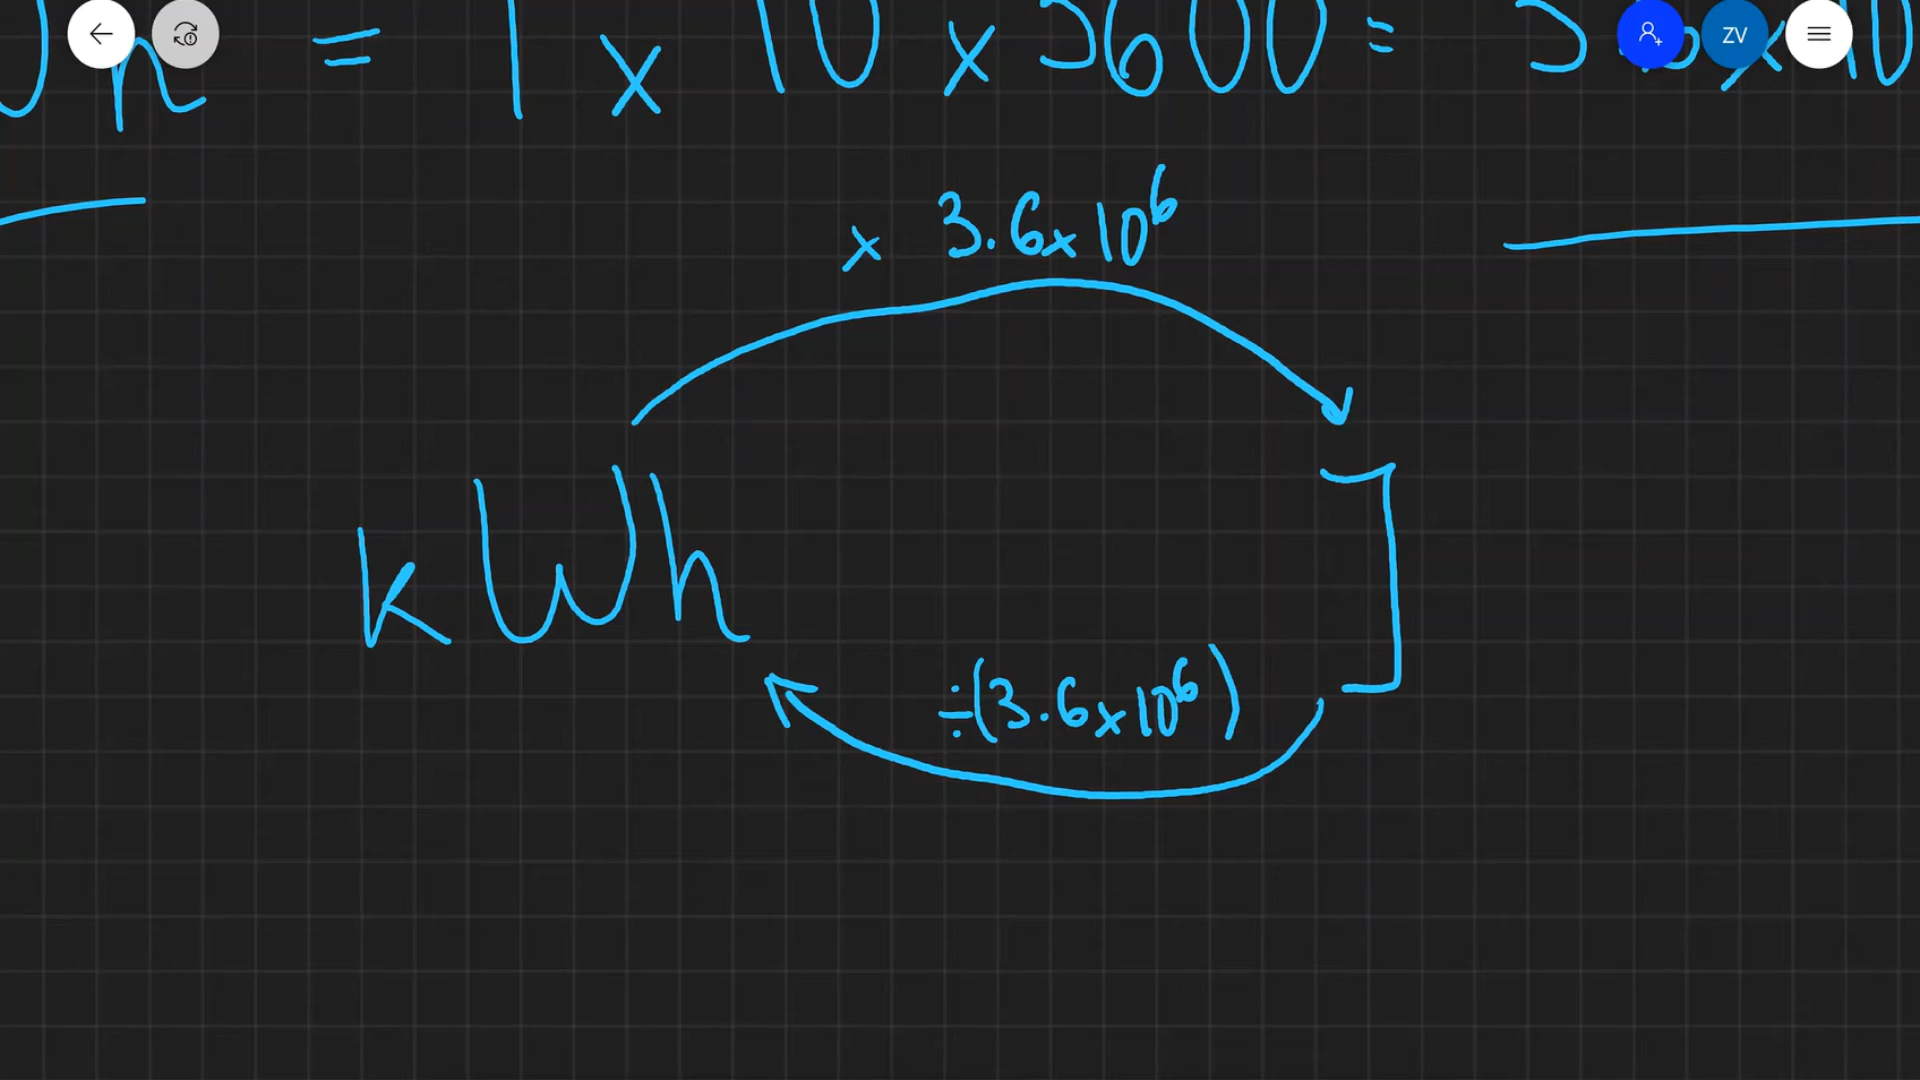 h = 1 x 10 x 3600 =
ZV
x 3.6x10⁶
kWh J
÷(3.6x10⁶)